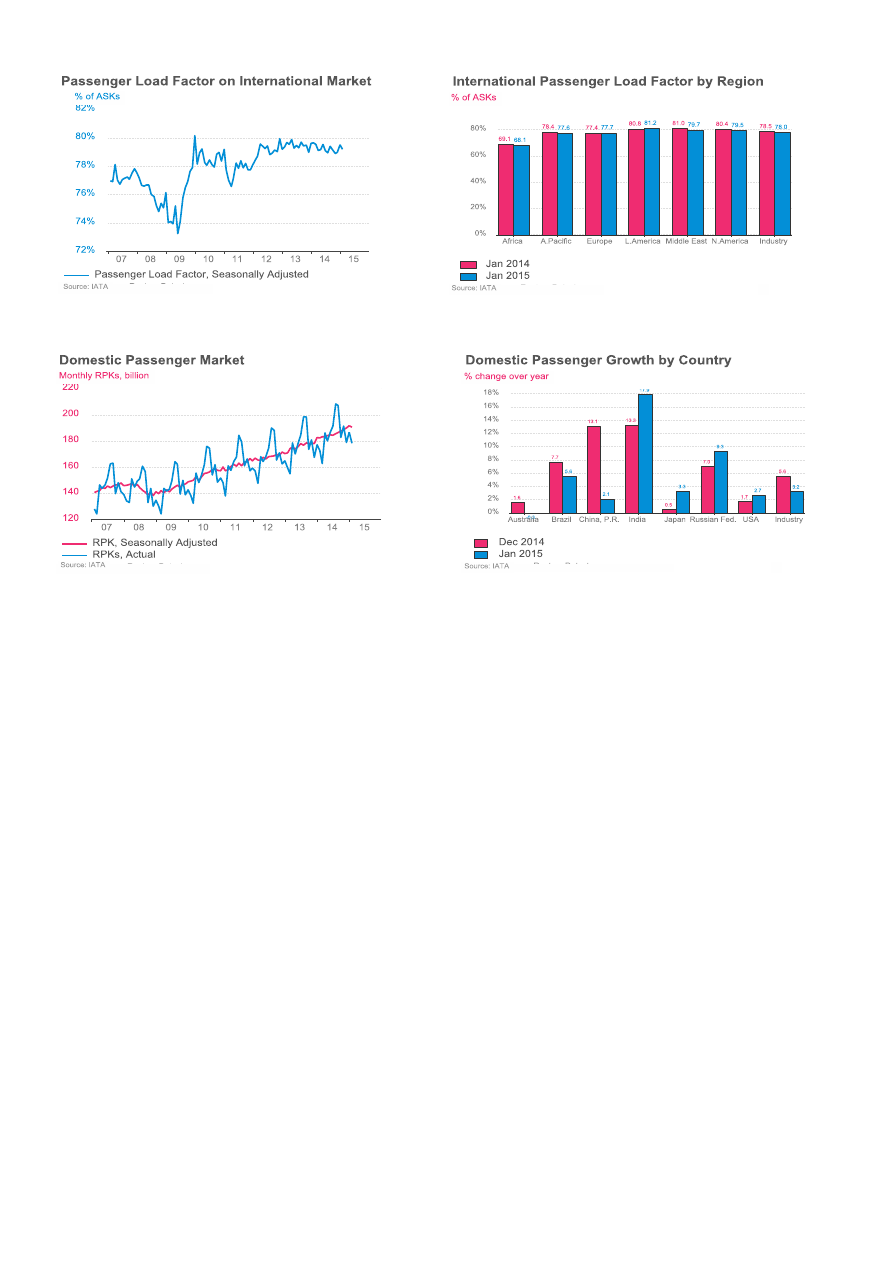 Passenger Load Factor on International Market
% of ASKs
82%
80%
78%
76%
74%
72%
07 08 09 10 11 12 13 14 15
Passenger Load Factor, Seasonally Adjusted
Source: IATA
International Passenger Load Factor by Region
% of ASKs
80%
60%
40%
20%
0%
69.1 68.1 78.4 77.6 77.4 77.7 80.6 81.2 81.0 79.7 80.4 79.5 78.5 78.0
Africa A.Pacific Europe L.America Middle East N.America Industry
Jan 2014
Jan 2015
Source: IATA
Domestic Passenger Market
Monthly RPKs, billion
220
200
180
160
140
120
07 08 09 10 11 12 13 14 15
RPK, Seasonally Adjusted
RPKs, Actual
Source: IATA
Domestic Passenger Growth by Country
% change over year
18%
16%
14%
12%
10%
8%
6%
4%
2%
0%
1.6 7.7 5.6 13.1 2.1 13.2 17.9 0.5 3.3 7.0 9.3 1.7 2.7 5.6 3.2
Australia Brazil China, P.R. India Japan Russian Fed. USA Industry
Dec 2014
Jan 2015
Source: IATA